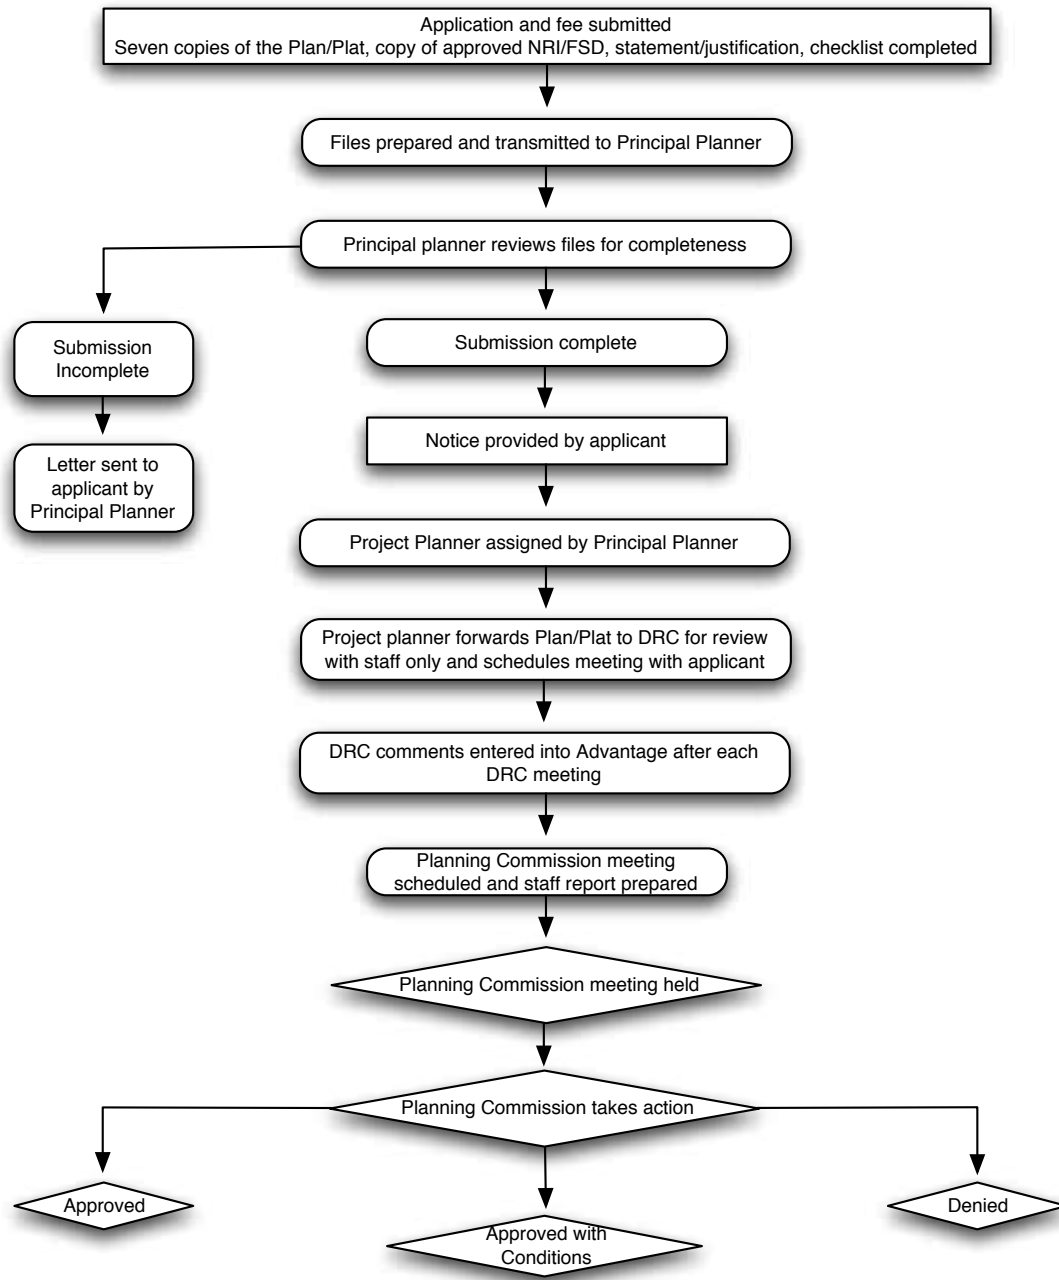 Application and fee submitted
Seven copies of the Plan/Plat, copy of approved NRI/FSD, statement/justification, checklist completed
Files prepared and transmitted to Principal Planner
Principal planner reviews files for completeness
Submission
Incomplete
Submission complete
Notice provided by applicant
Letter sent to
applicant by
Principal Planner
Project Planner assigned by Principal Planner
Project planner forwards Plan/Plat to DRC for review
with staff only and schedules meeting with applicant
DRC comments entered into Advantage after each
DRC meeting
Planning Commission meeting
scheduled and staff report prepared
Planning Commission meeting held
Planning Commission takes action
Approved
Approved with
Conditions
Denied